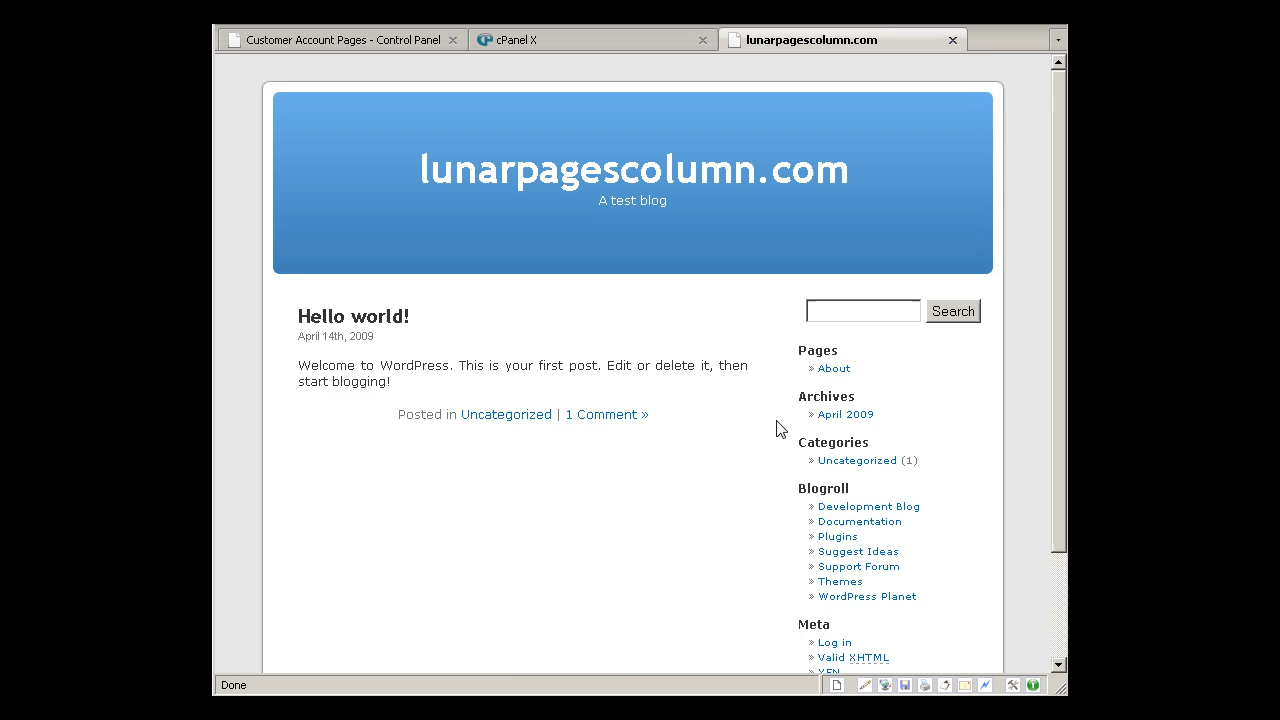 Customer Account Pages - Control Panel
cPanel X
lunarpagescolumn.com
lunarpagescolumn.com
A test blog
Hello world!
April 14th, 2009
Welcome to WordPress. This is your first post. Edit or delete it, then
start blogging!
Posted in Uncategorized | 1 Comment »
Search
Pages
» About
Archives
» April 2009
Categories
» Uncategorized (1)
Blogroll
» Development Blog
» Documentation
» Plugins
» Suggest Ideas
» Support Forum
» Themes
» WordPress Planet
Meta
» Log in
» Valid XHTML
» XFN
Done